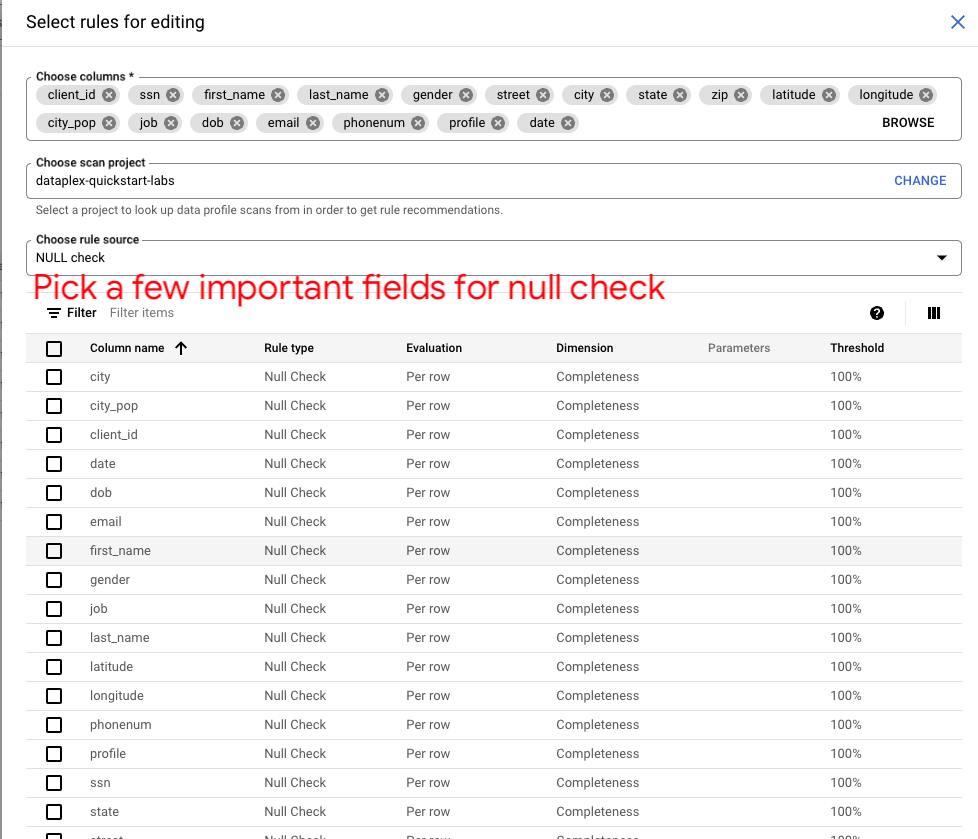 Select rules for editing
Choose columns *
client_id ssn first_name last_name gender street city state zip latitude longitude
city_pop job dob email phonenum profile date BROWSE
Choose scan project
dataplex-quickstart-labs CHANGE
Select a project to look up data profile scans from in order to get rule recommendations.
Choose rule source
NULL check
Pick a few important fields for null check
Filter Filter items
Column name Rule type Evaluation Dimension Parameters Threshold
city Null Check Per row Completeness 100%
city_pop Null Check Per row Completeness 100%
client_id Null Check Per row Completeness 100%
date Null Check Per row Completeness 100%
dob Null Check Per row Completeness 100%
email Null Check Per row Completeness 100%
first_name Null Check Per row Completeness 100%
gender Null Check Per row Completeness 100%
job Null Check Per row Completeness 100%
last_name Null Check Per row Completeness 100%
latitude Null Check Per row Completeness 100%
longitude Null Check Per row Completeness 100%
phonenum Null Check Per row Completeness 100%
profile Null Check Per row Completeness 100%
ssn Null Check Per row Completeness 100%
state Null Check Per row Completeness 100%